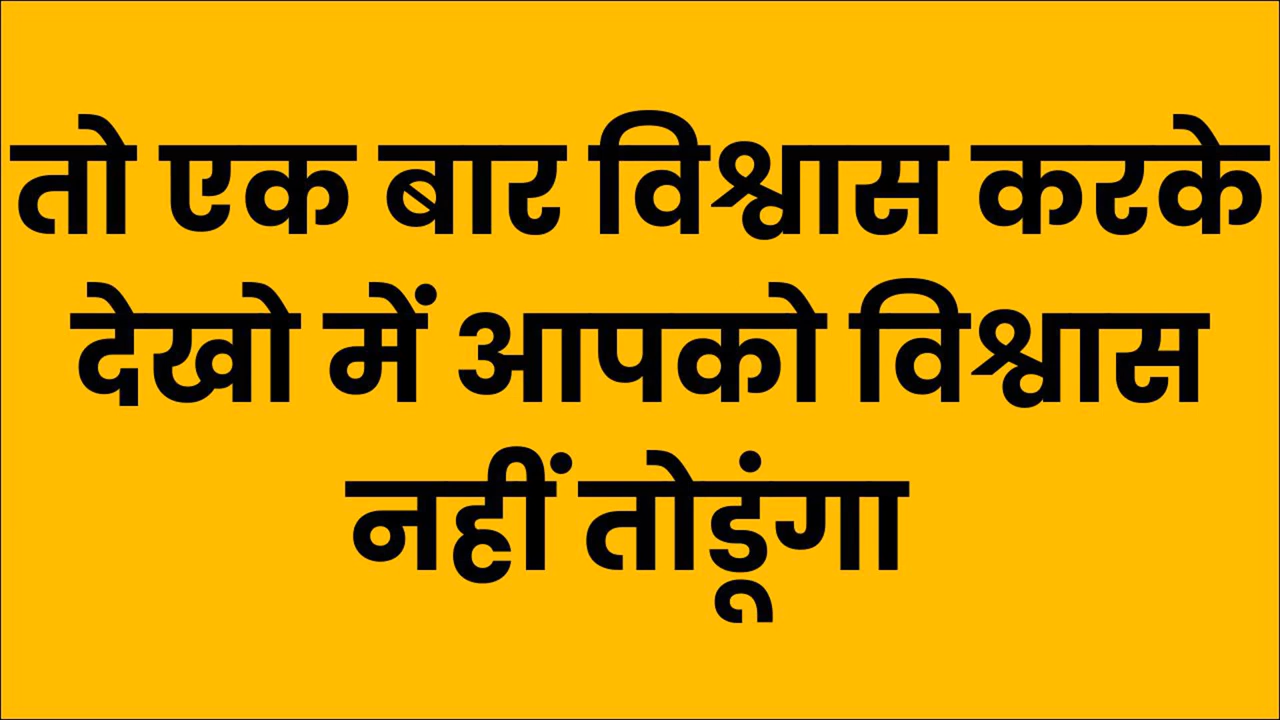 तो एक बार विश्वास करके
देखो में आपको विश्वास
नहीं तोडूंगा